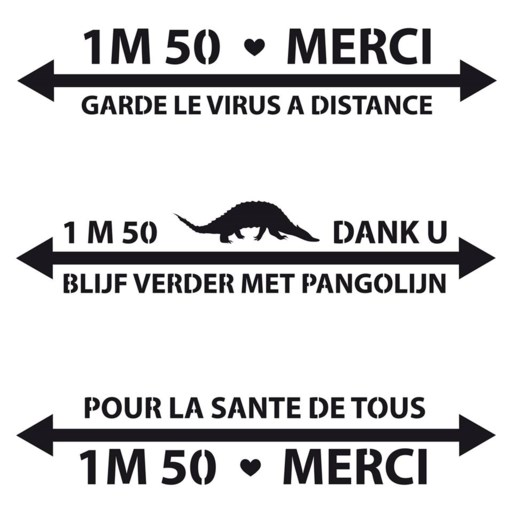 1M 50 ♥ MERCI
GARDE LE VIRUS A DISTANCE
1 M 50 DANK U
BLIJF VERDER MET PANGOLIJN
POUR LA SANTE DE TOUS
1M 50 ♥ MERCI